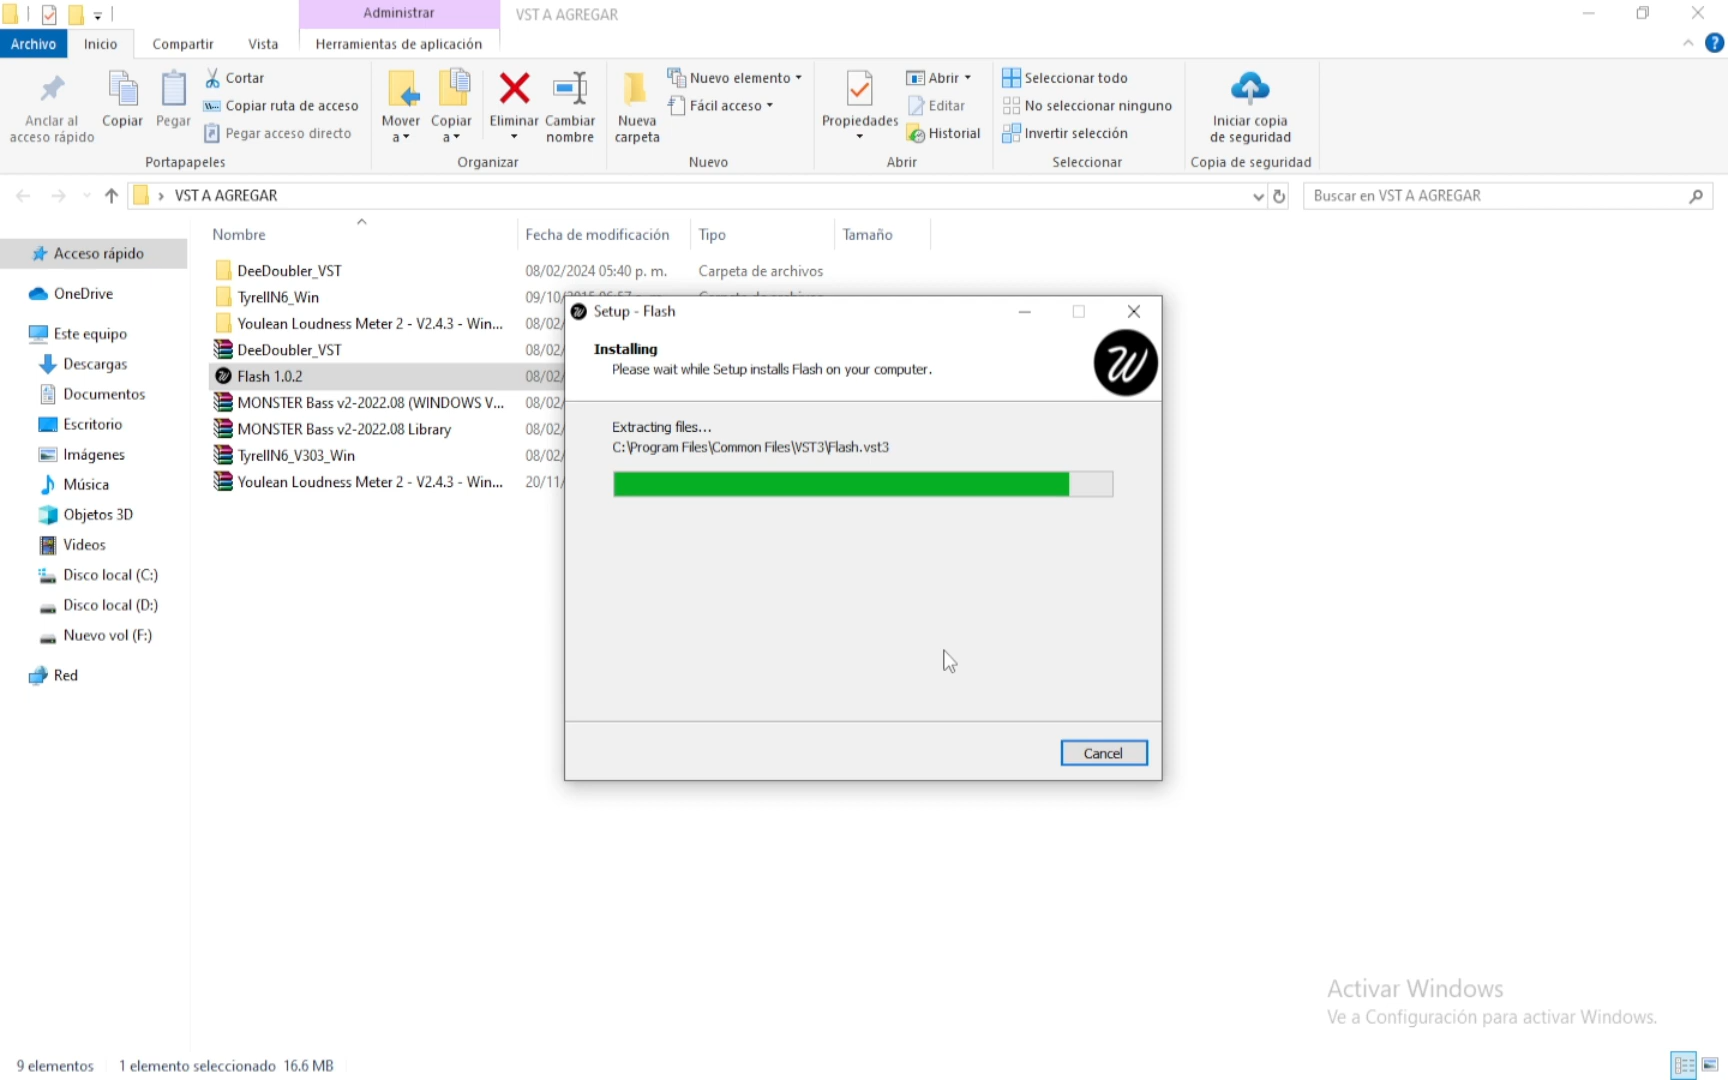 Administrar
VST A AGREGAR
Archivo
Inicio
Compartir
Vista
Herramientas de aplicación
Anclar al
acceso rápido
Copiar
Pegar
Cortar
Copiar ruta de acceso
Pegar acceso directo
Portapapeles
Mover
a
Copiar
a
Eliminar
Cambiar
nombre
Organizar
Nueva
carpeta
Nuevo elemento
Fácil acceso
Nuevo
Propiedades
Abrir
Editar
Historial
Abrir
Seleccionar todo
No seleccionar ninguno
Invertir selección
Seleccionar
Iniciar copia
de seguridad
Copia de seguridad
VST A AGREGAR
Buscar en VST A AGREGAR
Nombre
Fecha de modificación
Tipo
Tamaño
Acceso rápido
OneDrive
Este equipo
Descargas
Documentos
Escritorio
Imágenes
Música
Objetos 3D
Videos
Disco local (C:)
Disco local (D:)
Nuevo vol (F:)
Red
DeeDoubler_VST 08/02/2024 05:40 p. m. Carpeta de archivos
TyrellN6_Win 09/10/
Youlean Loudness Meter 2 - V2.4.3 - Win... 08/02/
DeeDoubler_VST 08/02/
Flash 1.0.2 08/02/
MONSTER Bass v2-2022.08 (WINDOWS V... 08/02/
MONSTER Bass v2-2022.08 Library 08/02/
TyrellN6_V303_Win 08/02/
Youlean Loudness Meter 2 - V2.4.3 - Win... 20/11/
Setup - Flash
Installing
Please wait while Setup installs Flash on your computer.
W
Extracting files...
C:\Program Files\Common Files\VST3\Flash.vst3
Cancel
Activar Windows
Ve a Configuración para activar Windows.
9 elementos
1 elemento seleccionado 16.6 MB